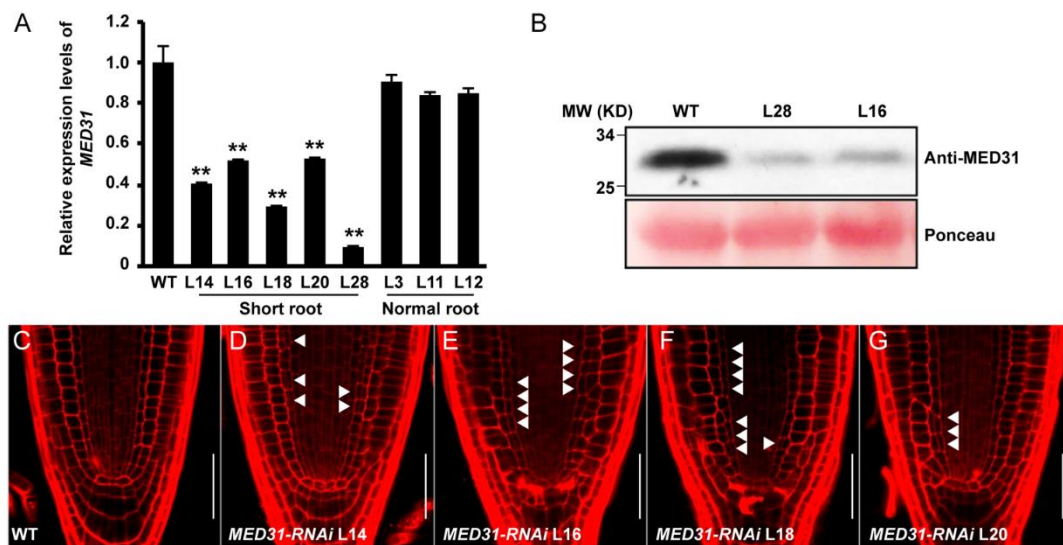 A
Relative expression levels of
MED31
1.2
1.0
0.8
0.6
0.4
0.2
0
**
**
**
**
**
WT L14 L16 L18 L20 L28 L3 L11 L12
Short root
Normal root
B
MW (KD)
WT
L28
L16
34
25
Anti-MED31
Ponceau
C
WT
D
MED31-RNAi L14
E
MED31-RNAi L16
F
MED31-RNAi L18
G
MED31-RNAi L20